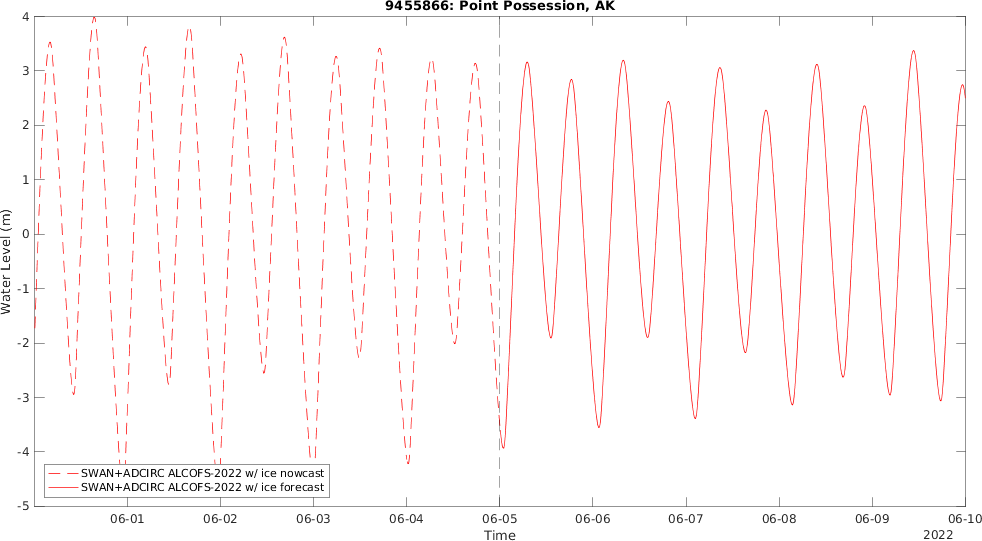 9455866: Point Possession, AK
4
3
2
1
0
-1
-2
-3
-4
-5
Water Level (m)
SWAN+ADCIRC ALCOFS-2022 w/ ice nowcast
SWAN+ADCIRC ALCOFS-2022 w/ ice forecast
06-01 06-02 06-03 06-04 06-05 06-06 06-07 06-08 06-09 06-10
Time
2022